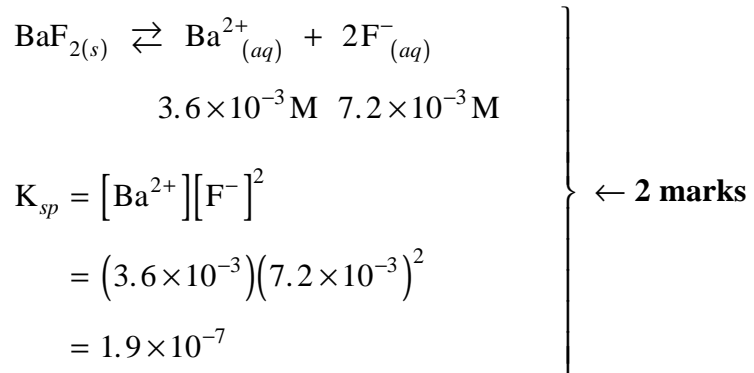 BaF₂₍ₛ₎ ⇄ Ba²⁺₍aq₎ + 2F⁻₍aq₎
3.6×10⁻³ M 7.2×10⁻³ M
← 2 marks
Kₛₚ = [Ba²⁺][F⁻]²
= (3.6×10⁻³)(7.2×10⁻³)²
= 1.9×10⁻⁷